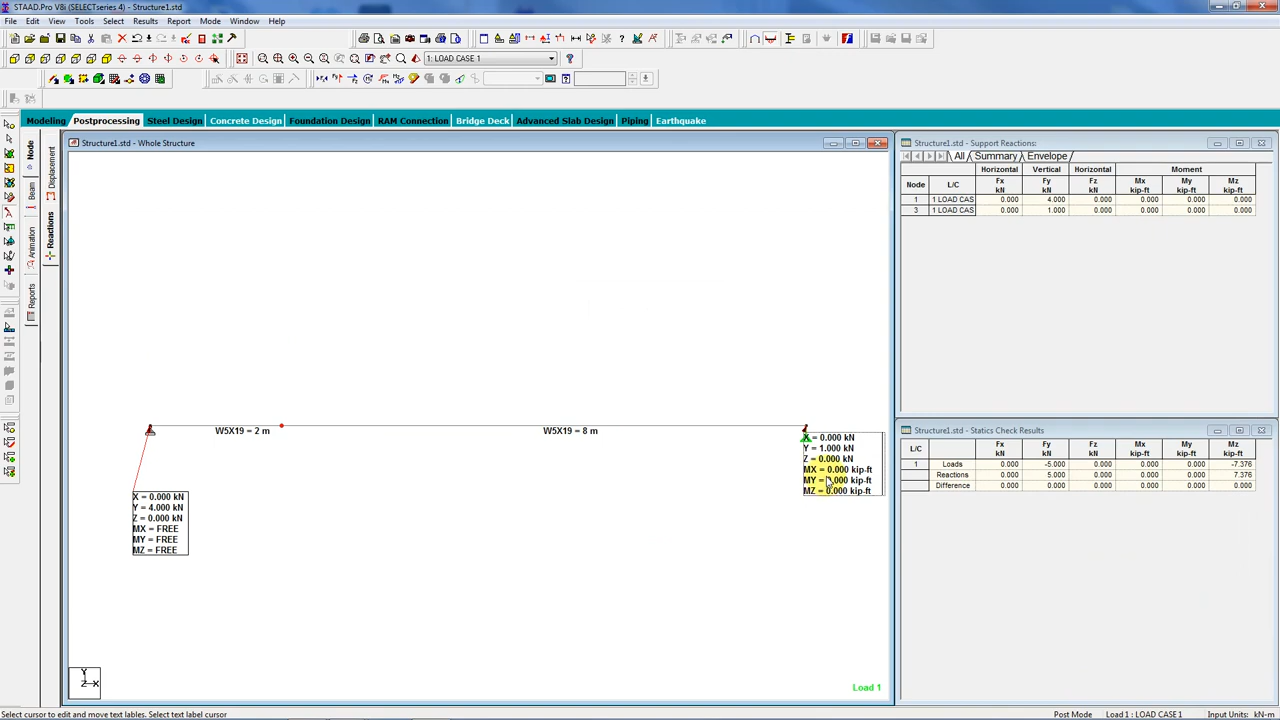 STAAD.Pro V8i (SELECTseries 4) - Structure1.std
File Edit View Tools Select Results Report Mode Window Help
1: LOAD CASE 1
Modeling Postprocessing Steel Design Concrete Design Foundation Design RAM Connection Bridge Deck Advanced Slab Design Piping Earthquake
Node
Beam
Animation
Reports
Displacement
Reactions
Structure1.std - Whole Structure
W5X19 = 2 m
W5X19 = 8 m
X = 0.000 kN
Y = 1.000 kN
Z = 0.000 kN
MX = 0.000 kip-ft
MY = 0.000 kip-ft
MZ = 0.000 kip-ft
X = 0.000 kN
Y = 4.000 kN
Z = 0.000 kN
MX = FREE
MY = FREE
MZ = FREE
Y
Z X
Load 1
Structure1.std - Support Reactions:
All Summary Envelope
Horizontal Vertical Horizontal Moment
Node L/C Fx kN Fy kN Fz kN Mx kip-ft My kip-ft Mz kip-ft
1 1 LOAD CAS 0.000 4.000 0.000 0.000 0.000 0.000
3 1 LOAD CAS 0.000 1.000 0.000 0.000 0.000 0.000
Structure1.std - Statics Check Results
L/C Fx kN Fy kN Fz kN Mx kip-ft My kip-ft Mz kip-ft
1 Loads 0.000 -5.000 0.000 0.000 0.000 -7.376
Reactions 0.000 5.000 0.000 0.000 0.000 7.376
Difference 0.000 0.000 0.000 0.000 0.000 0.000
Select cursor to edit and move text lables. Select text label cursor
Post Mode Load 1 : LOAD CASE 1 Input Units: kN-m